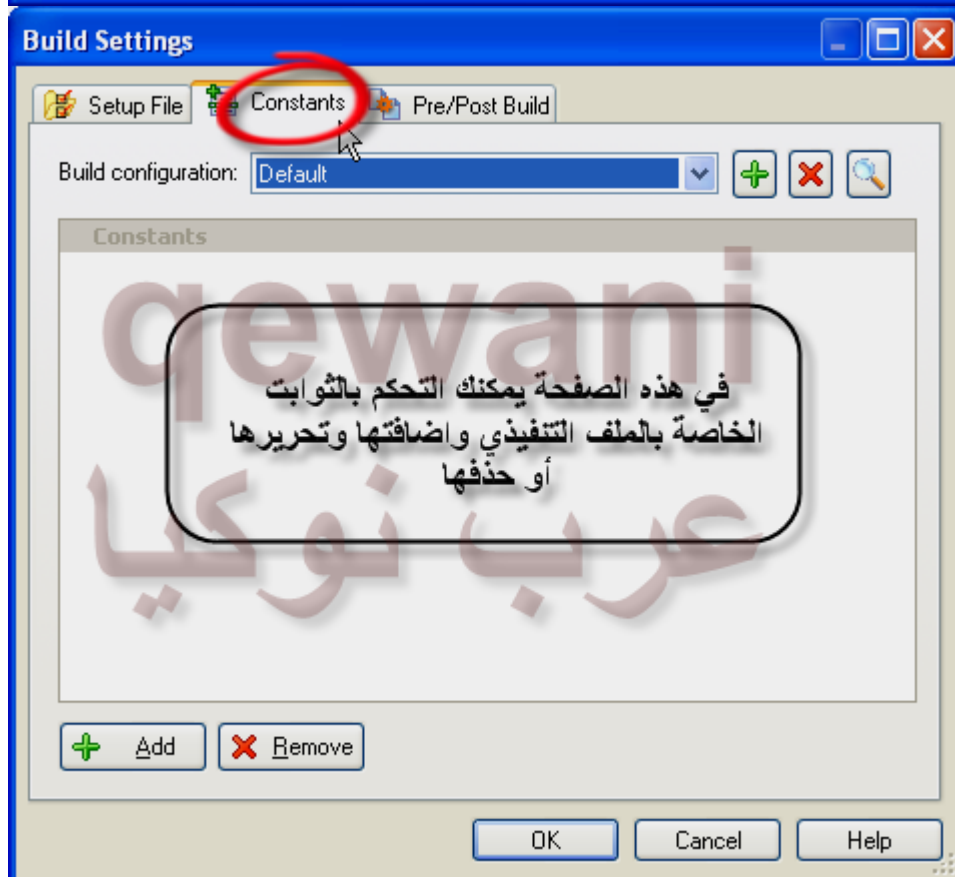 Build Settings
Setup File
Constants
Pre/Post Build
Build configuration: Default
Constants
qewani
في هذه الصفحة يمكنك التحكم بالثوابت
الخاصة بالملف التنفيذي واضافتها وتحريرها
أو حذفها
عرب نوكيا
Add
Remove
OK
Cancel
Help